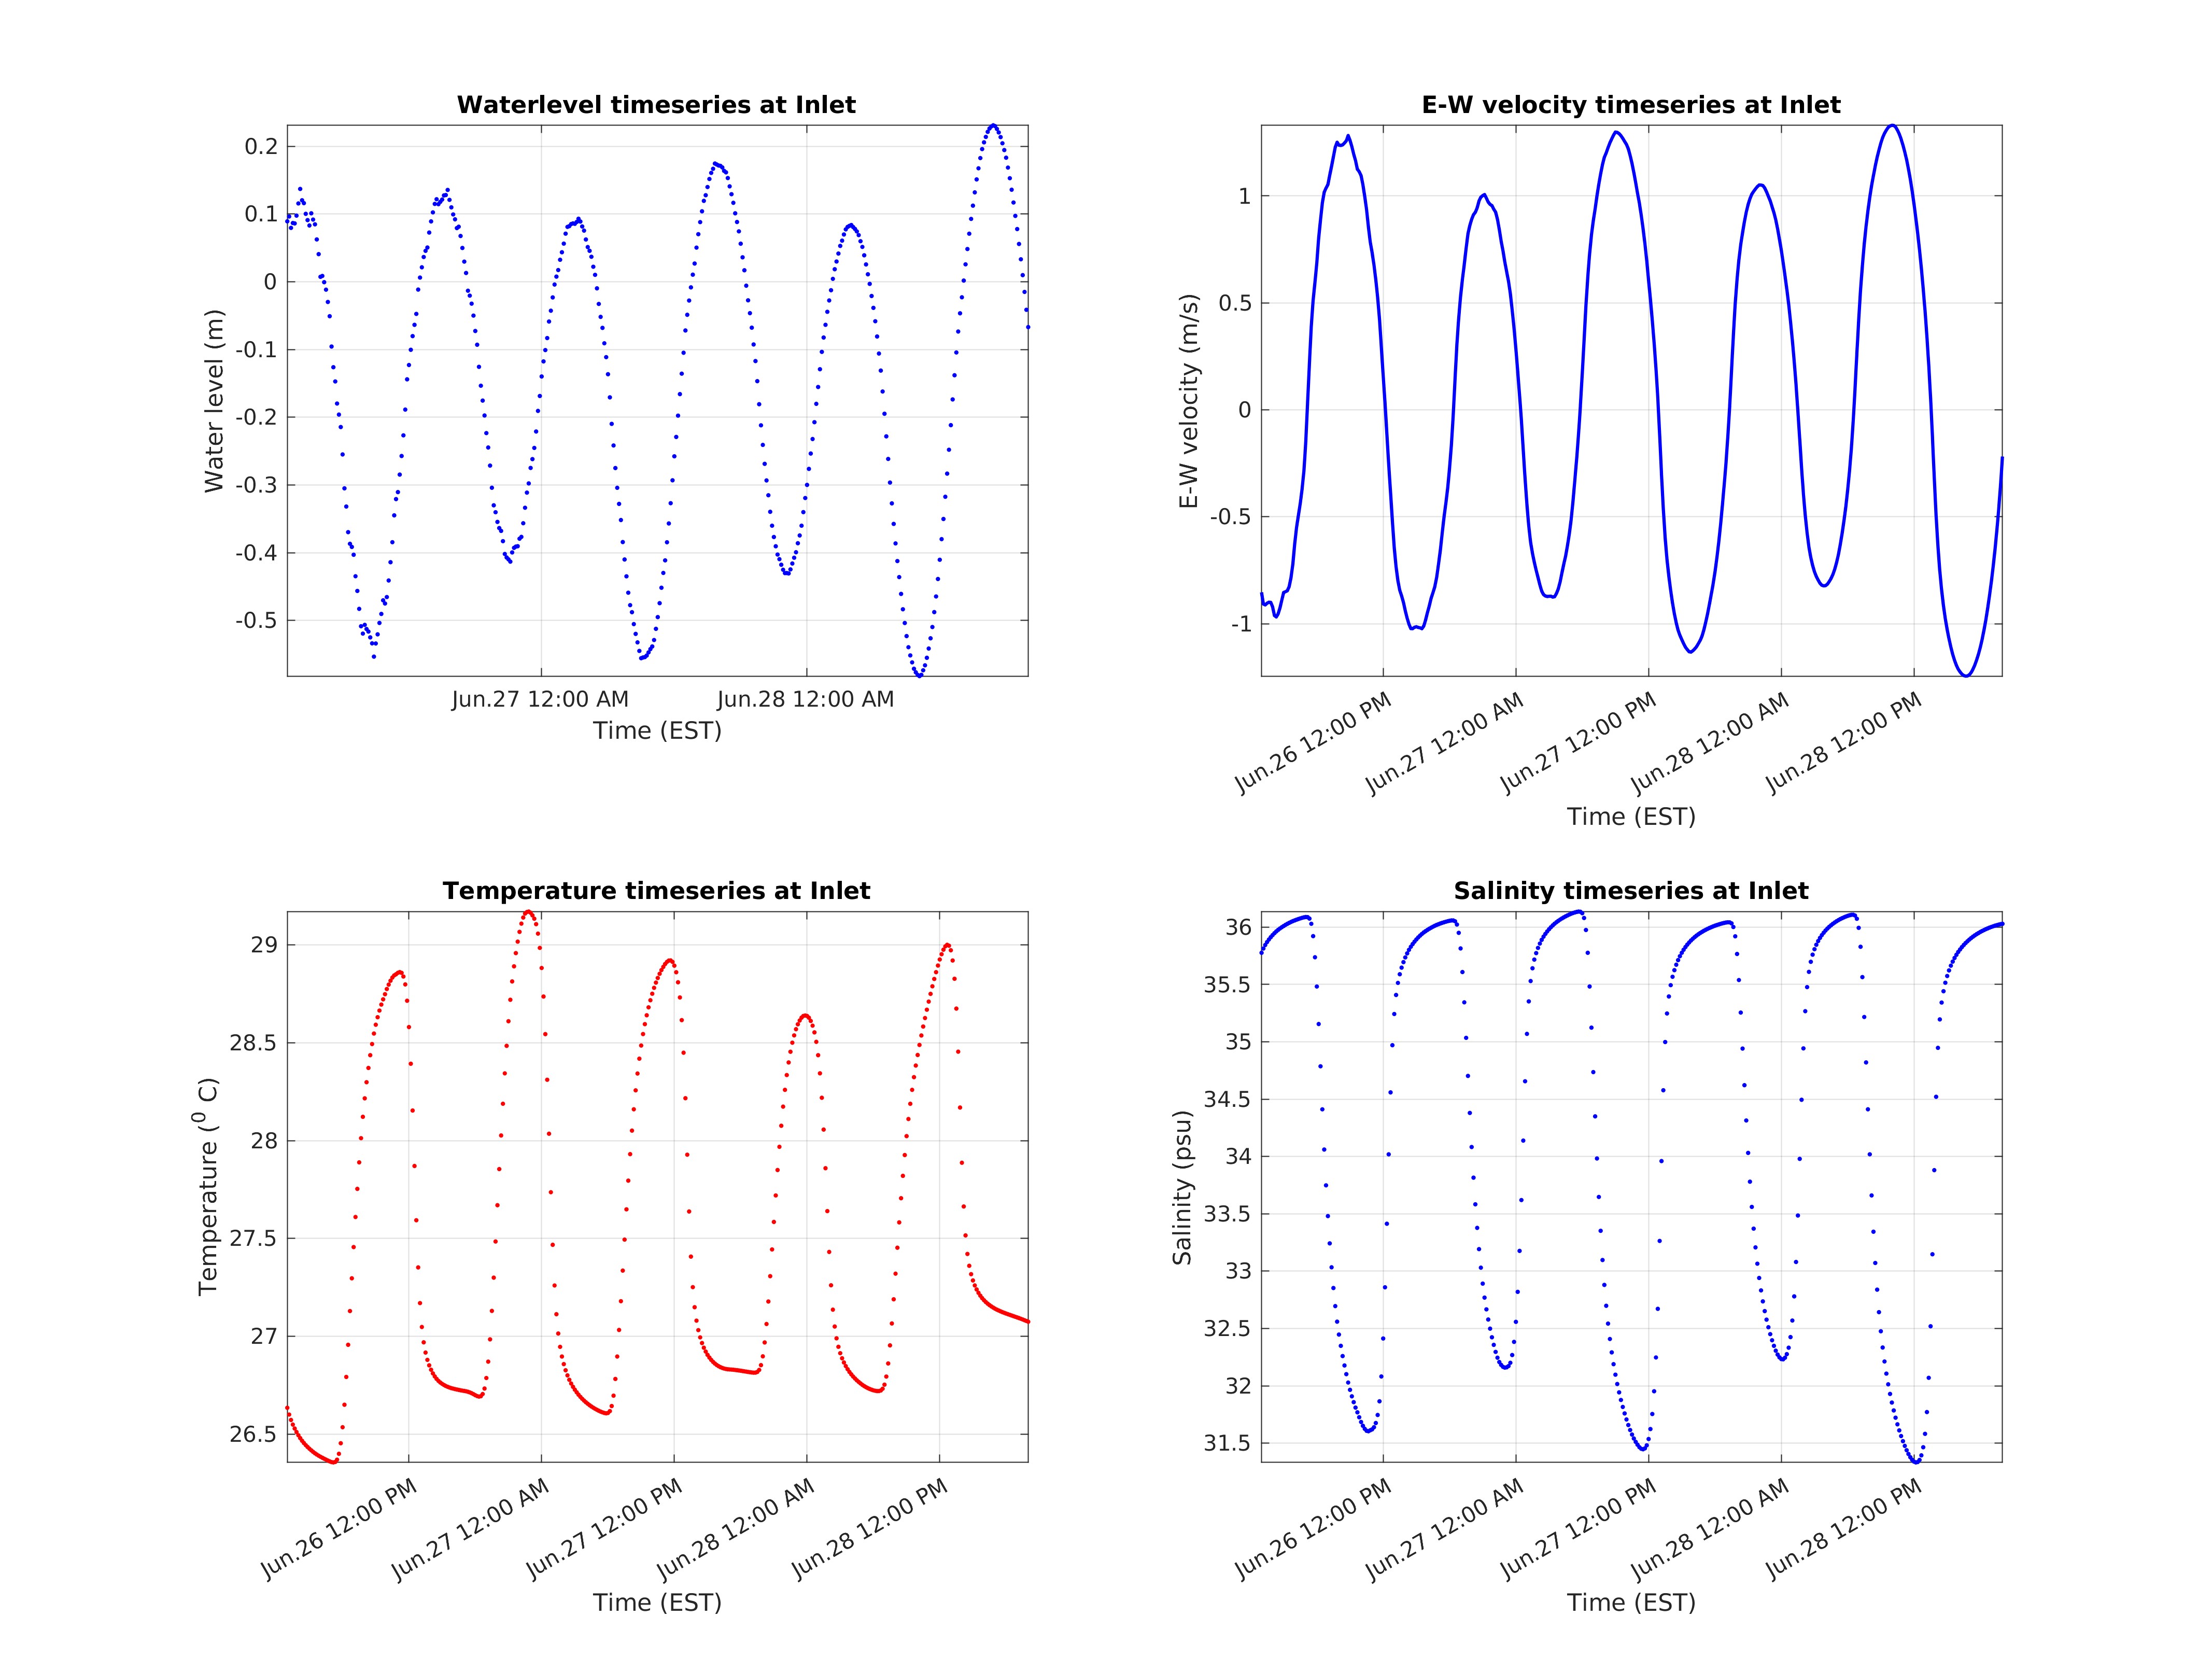 Waterlevel timeseries at Inlet
0.2
0.1
0
-0.1
-0.2
-0.3
-0.4
-0.5
Water level (m)
Jun.27 12:00 AM
Jun.28 12:00 AM
Time (EST)
E-W velocity timeseries at Inlet
1
0.5
0
-0.5
-1
E-W velocity (m/s)
Jun.26 12:00 PM
Jun.27 12:00 AM
Jun.27 12:00 PM
Jun.28 12:00 AM
Jun.28 12:00 PM
Time (EST)
Temperature timeseries at Inlet
29
28.5
28
27.5
27
26.5
Temperature (⁰ C)
Jun.26 12:00 PM
Jun.27 12:00 AM
Jun.27 12:00 PM
Jun.28 12:00 AM
Jun.28 12:00 PM
Time (EST)
Salinity timeseries at Inlet
36
35.5
35
34.5
34
33.5
33
32.5
32
31.5
Salinity (psu)
Jun.26 12:00 PM
Jun.27 12:00 AM
Jun.27 12:00 PM
Jun.28 12:00 AM
Jun.28 12:00 PM
Time (EST)